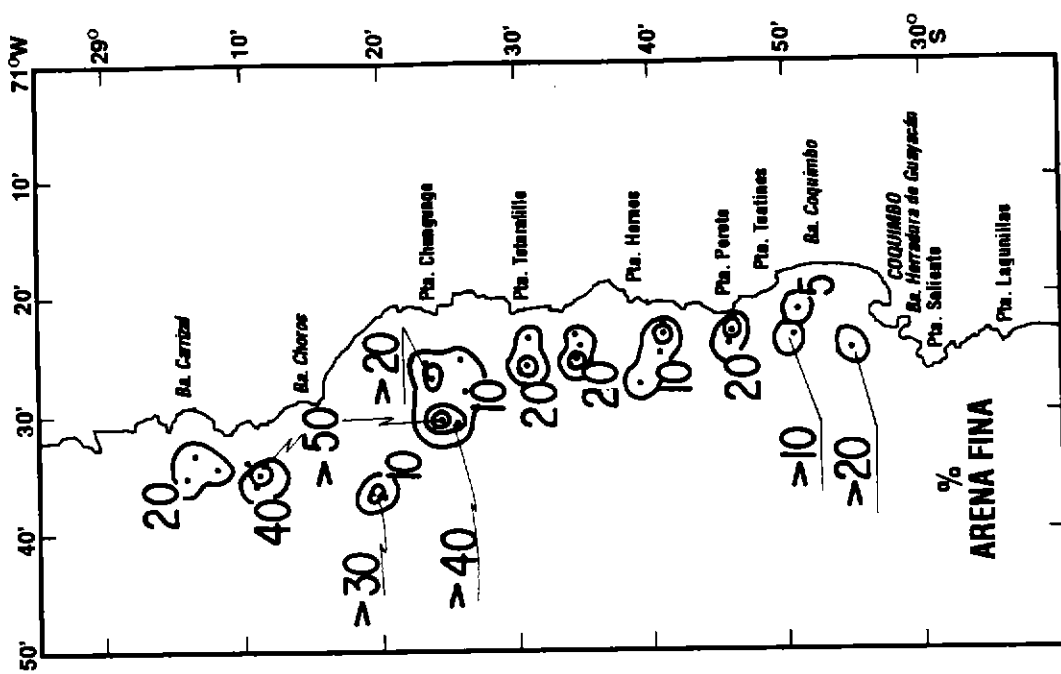 71°W
29°
10'
20'
30'
40'
50'
30°
S
10'
20'
30'
40'
50'
Ba. Carrizal
Ba. Choros
Pta. Chungungo
Pta. Totoralillo
Pta. Hornos
Pta. Poroto
Pta. Teatinos
Ba. Coquimbo
COQUIMBO
Ba. Herradura de Guayacán
Pta. Saliente
Pta. Lagunillas
20
40
>50
>30
10
>40
>20
10
20
20
10
20
>10
5
>20
%
ARENA FINA